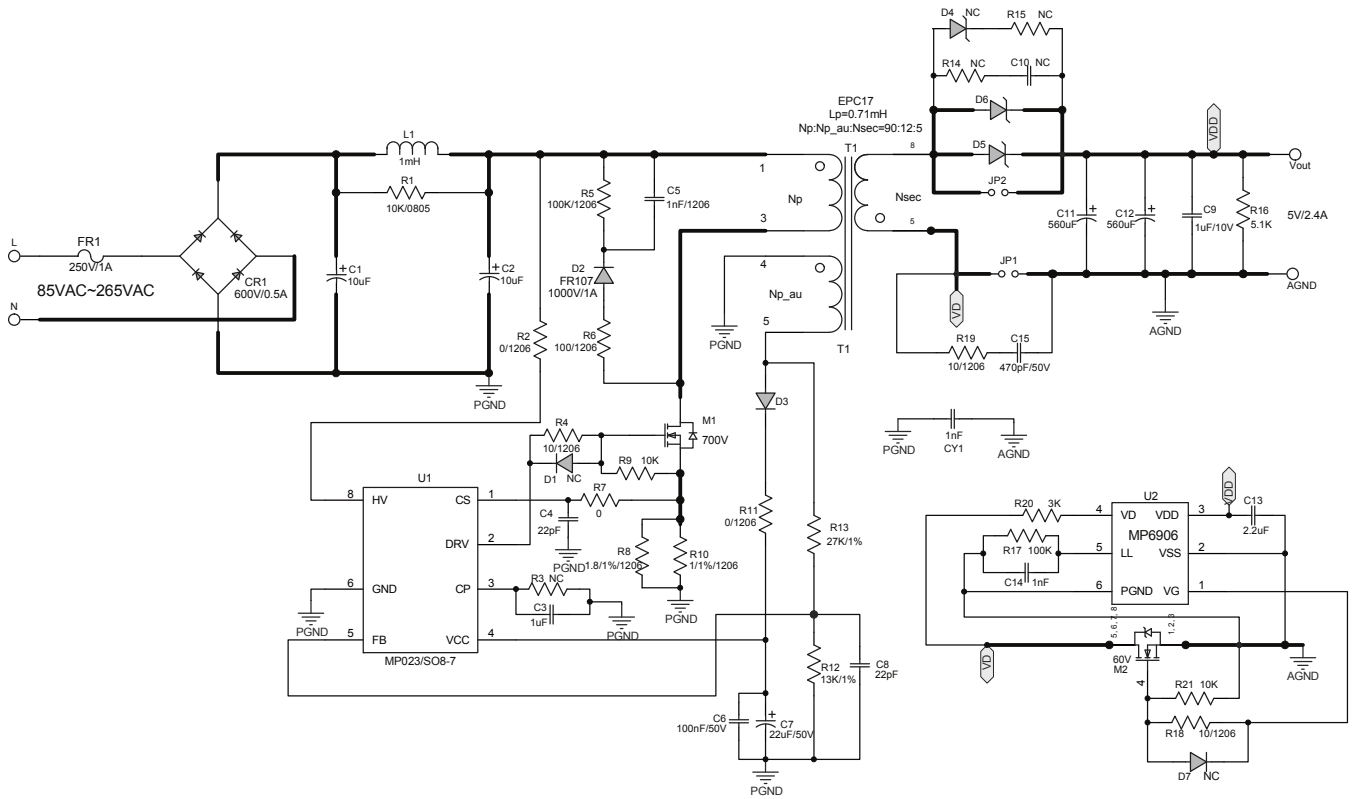 D4 NC
R15 NC
R14 NC
C10 NC
D6
D5
JP2
EPC17
Lp=0.71mH
Np:Np_au:Nsec=90:12:5
T1
8
1
Np
Nsec
3
5
4
Np_au
5
T1
PGND
VDD
Vout
C11
560uF
C12
560uF
C9
1uF/10V
R16
5.1K
5V/2.4A
JP1
AGND
AGND
VD
R19
10/1206
C15
470pF/50V
L1
1mH
R1
10K/0805
R5
100K/1206
C5
1nF/1206
L
FR1
250V/1A
85VAC~265VAC
N
CR1
600V/0.5A
C1
10uF
C2
10uF
PGND
D2
FR107
1000V/1A
R2
0/1206
R6
100/1206
D3
M1
700V
R4
10/1206
D1 NC
R9 10K
PGND
1nF
CY1
AGND
U1
8 HV
CS 1
DRV 2
6 GND
CP 3
5 FB
VCC 4
MP023/SO8-7
PGND
R7
0
C4
22pF
PGND
R8
1.8/1%/1206
R10
1/1%/1206
PGND
R3 NC
C3
1uF
PGND
R11
0/1206
R13
27K/1%
R12
13K/1%
C8
22pF
C6
100nF/50V
C7
22uF/50V
PGND
U2
MP6906
4 VD
VDD 3
5 LL
VSS 2
6 PGND
VG 1
VDD
C13
2.2uF
R20 3K
R17 100K
C14 1nF
5, 6, 7, 8
1, 2, 3
VD
60V
M2
4
AGND
R21 10K
R18 10/1206
D7 NC